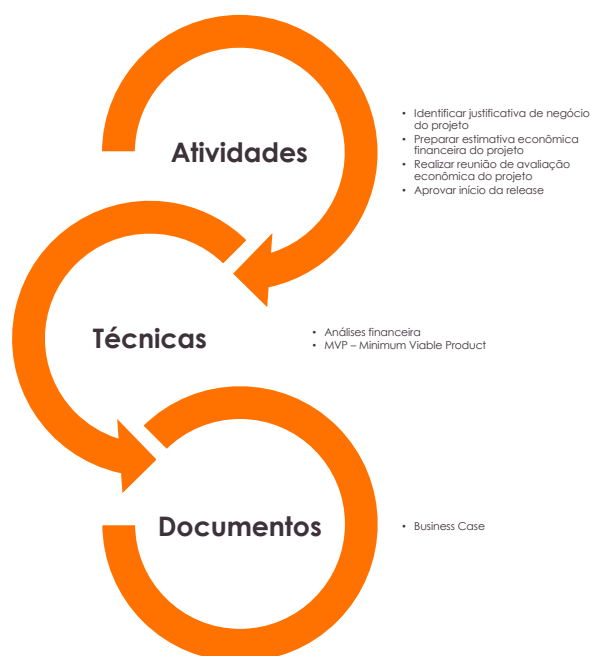 Atividades
• Identificar justificativa de negócio
do projeto
• Preparar estimativa econômica
financeira do projeto
• Realizar reunião de avaliação
econômica do projeto
• Aprovar início da release
Técnicas
• Análises financeira
• MVP – Minimum Viable Product
Documentos
• Business Case